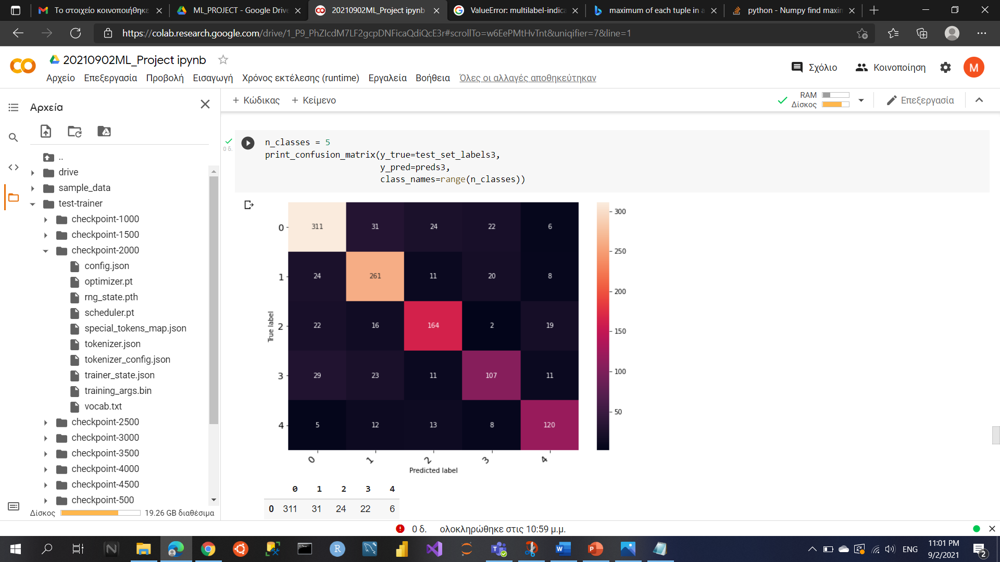 Το στοιχείο κοινοποιήθηκε
ML_PROJECT - Google Drive
20210902ML_Project ipynb
ValueError: multilabel-indica
maximum of each tuple in a
python - Numpy find maxin
https://colab.research.google.com/drive/1_P9_PhZIcdM7LF2gcpDNFicaQdiQcE3r#scrollTo=w6EePMtHvTnt&uniqifier=7&line=1
20210902ML_Project ipynb
Σχόλιο
Κοινοποίηση
M
Αρχείο Επεξεργασία Προβολή Εισαγωγή Χρόνος εκτέλεσης (runtime) Εργαλεία Βοήθεια Όλες οι αλλαγές αποθηκεύτηκαν
Αρχεία
+ Κώδικας + Κείμενο
RAM
Δίσκος
Επεξεργασία
..
drive
sample_data
test-trainer
checkpoint-1000
checkpoint-1500
checkpoint-2000
config.json
optimizer.pt
rng_state.pth
scheduler.pt
special_tokens_map.json
tokenizer.json
tokenizer_config.json
trainer_state.json
training_args.bin
vocab.txt
checkpoint-2500
checkpoint-3000
checkpoint-3500
checkpoint-4000
checkpoint-4500
checkpoint-500
Δίσκος 19.26 GB διαθέσιμα
0 δ.
n_classes = 5
print_confusion_matrix(y_true=test_set_labels3,
y_pred=preds3,
class_names=range(n_classes))
0 311 31 24 22 6
1 24 261 11 20 8
2 22 16 164 2 19
3 29 23 11 107 11
4 5 12 13 8 120
0 1 2 3 4
True label
Predicted label
300
250
200
150
100
50
0 1 2 3 4
0 311 31 24 22 6
0 δ. ολοκληρώθηκε στις 10:59 μ.μ.
ENG
11:01 PM
9/2/2021
2